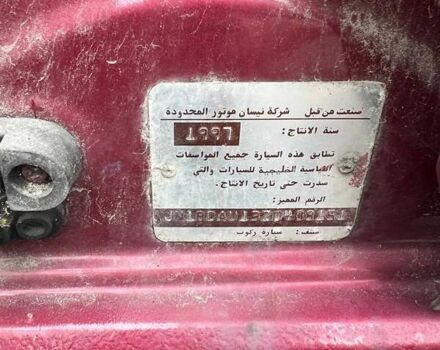 صنعت من قبل شركة نيسان موتور المحدودة
سنة الانتاج: 1997
تطابق هذه السيارة جميع المواصفات
القياسية الخليجية للسيارات والتي
صدرت حتى تاريخ الانتاج.
الرقم المميز:
صنف: سيارة ركوب